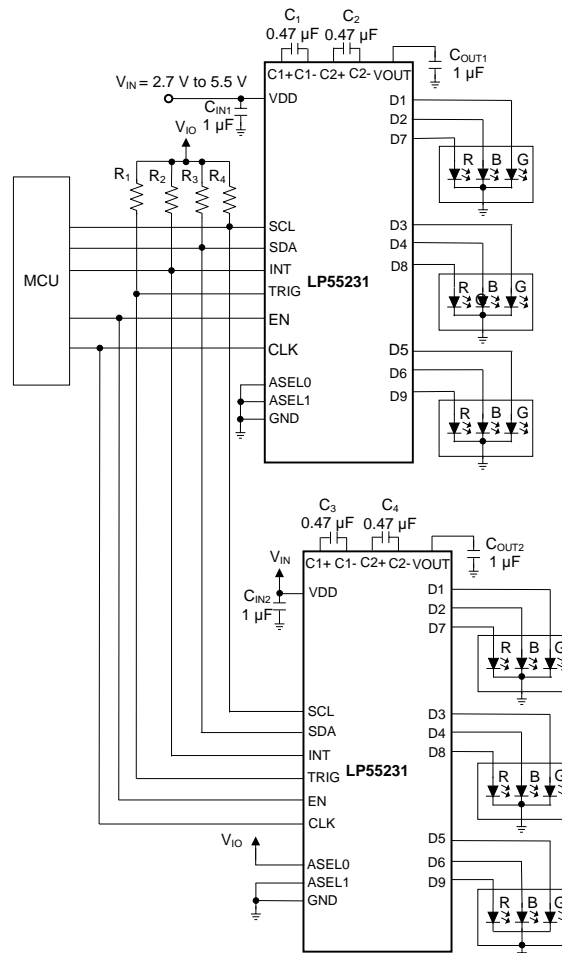 C1 C2
0.47 µF 0.47 µF
COUT1
1 µF
C1+ C1- C2+ C2- VOUT
VIN = 2.7 V to 5.5 V
VDD
CIN1
1 µF
VIO
R1 R2 R3 R4
MCU
SCL
SDA
INT
TRIG
EN
CLK
ASEL0
ASEL1
GND
LP55231
D1
D2
D7
R B G
D3
D4
D8
R B G
D5
D6
D9
R B G
C3 C4
0.47 µF 0.47 µF
COUT2
1 µF
C1+ C1- C2+ C2- VOUT
VIN
VDD
CIN2
1 µF
SCL
SDA
INT
TRIG
EN
CLK
VIO
ASEL0
ASEL1
GND
LP55231
D1
D2
D7
R B G
D3
D4
D8
R B G
D5
D6
D9
R B G